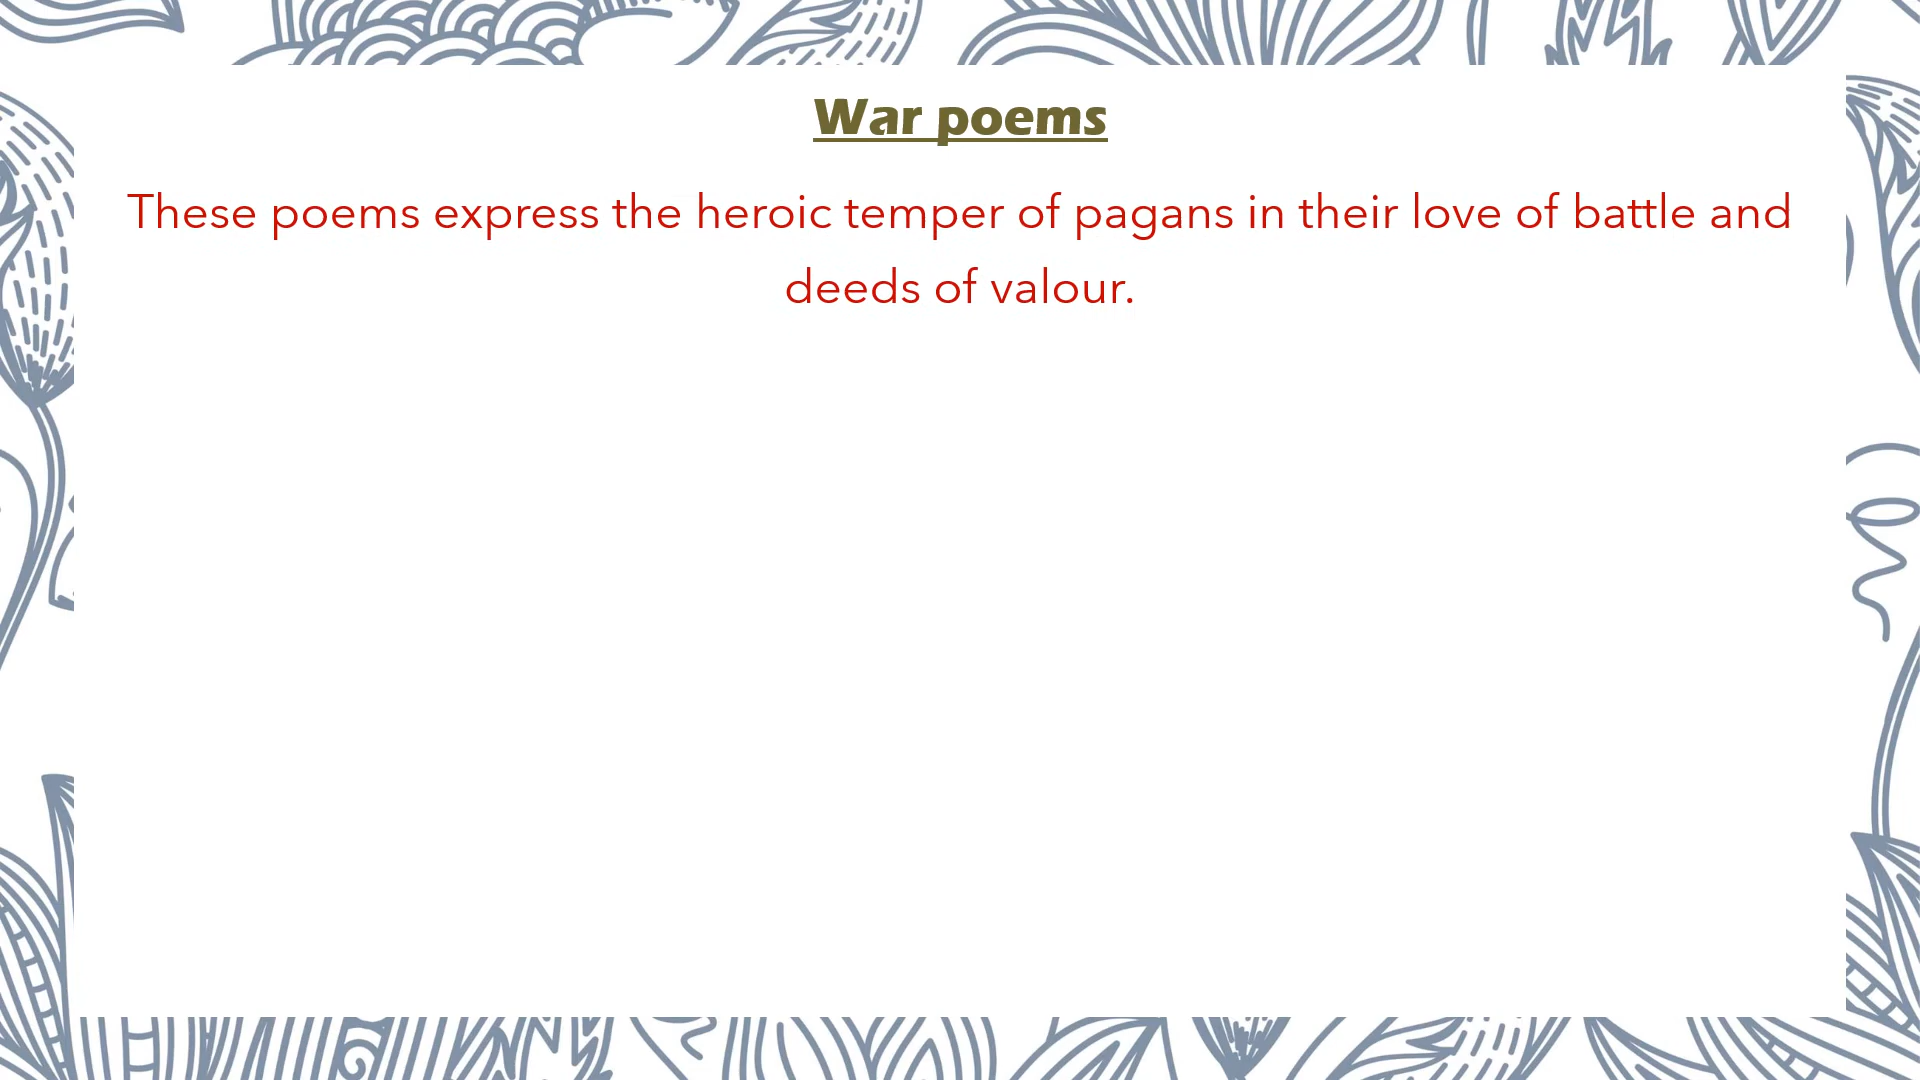 War poems
These poems express the heroic temper of pagans in their love of battle and
deeds of valour.